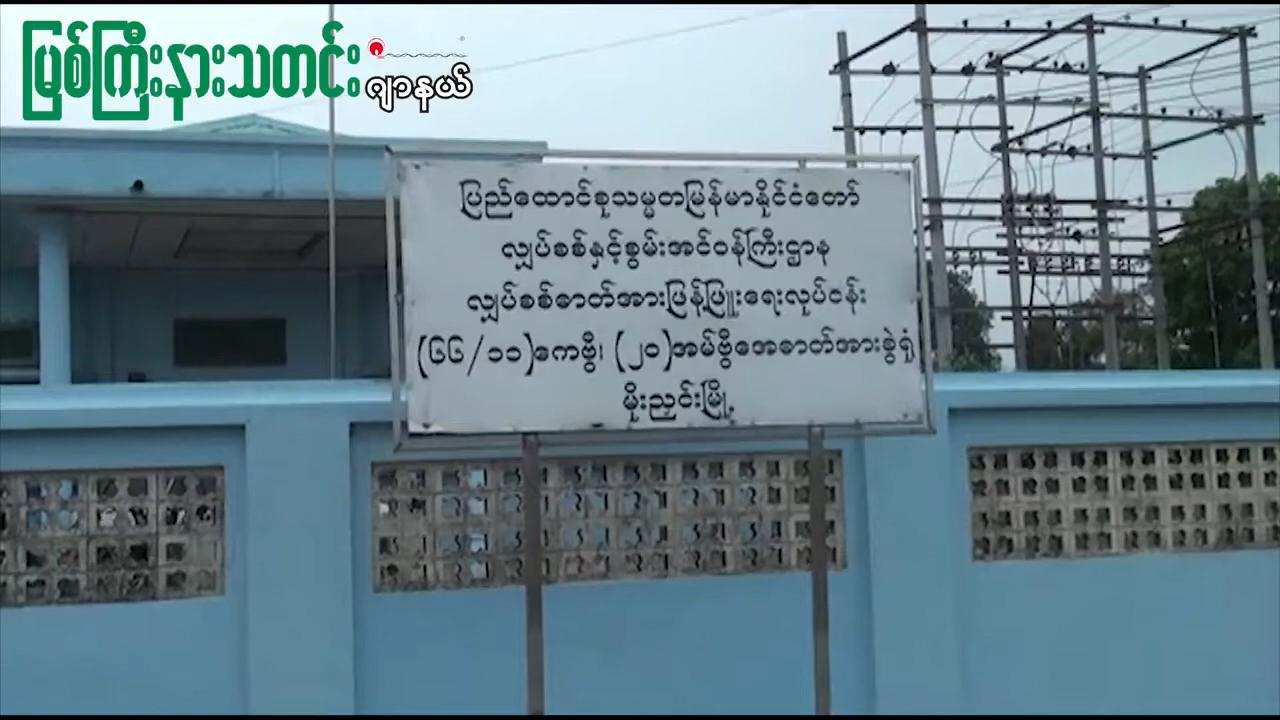 မြစ်ကြီးနားသတင်း
ဂျာနယ်
ပြည်ထောင်စုသမ္မတမြန်မာနိုင်ငံတော်
လျှပ်စစ်နှင့်စွမ်းအင်ဝန်ကြီးဌာန
လျှပ်စစ်ဓာတ်အားဖြန့်ဖြူးရေးလုပ်ငန်း
(၆၆/၁၁)ကေဗွီ၊ (၂၀)အမ်ဗွီအေဓာတ်အားခွဲရုံ
မိုးညှင်းမြို့